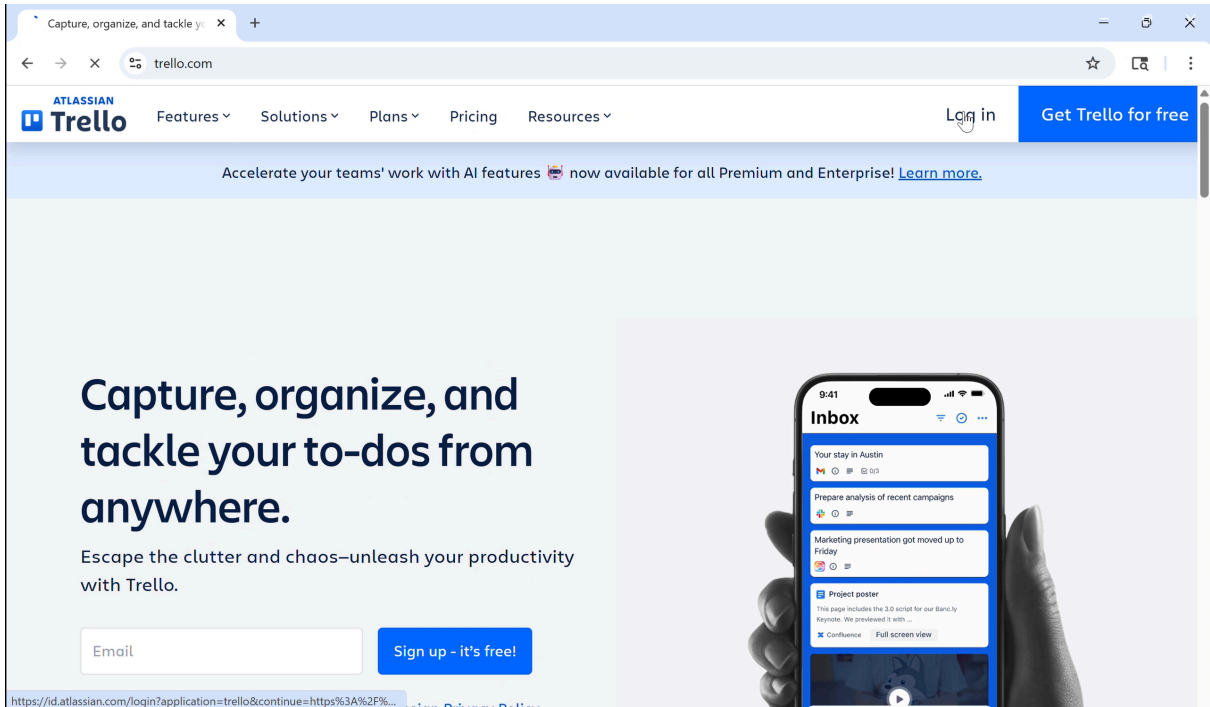 Capture, organize, and tackle yo
trello.com
ATLASSIAN
Trello
Features
Solutions
Plans
Pricing
Resources
Log in
Get Trello for free
Accelerate your teams' work with AI features now available for all Premium and Enterprise! Learn more.
Capture, organize, and
tackle your to-dos from
anywhere.
Escape the clutter and chaos—unleash your productivity
with Trello.
Email
Sign up - it's free!
9:41
Inbox
Your stay in Austin
0/3
Prepare analysis of recent campaigns
Marketing presentation got moved up to
Friday
Project poster
This page includes the 3.0 script for our Banc.ly
Keynote. We previewed it with ...
Confluence
Full screen view
https://id.atlassian.com/login?application=trello&continue=https%3A%2F%...
Privacy Policy